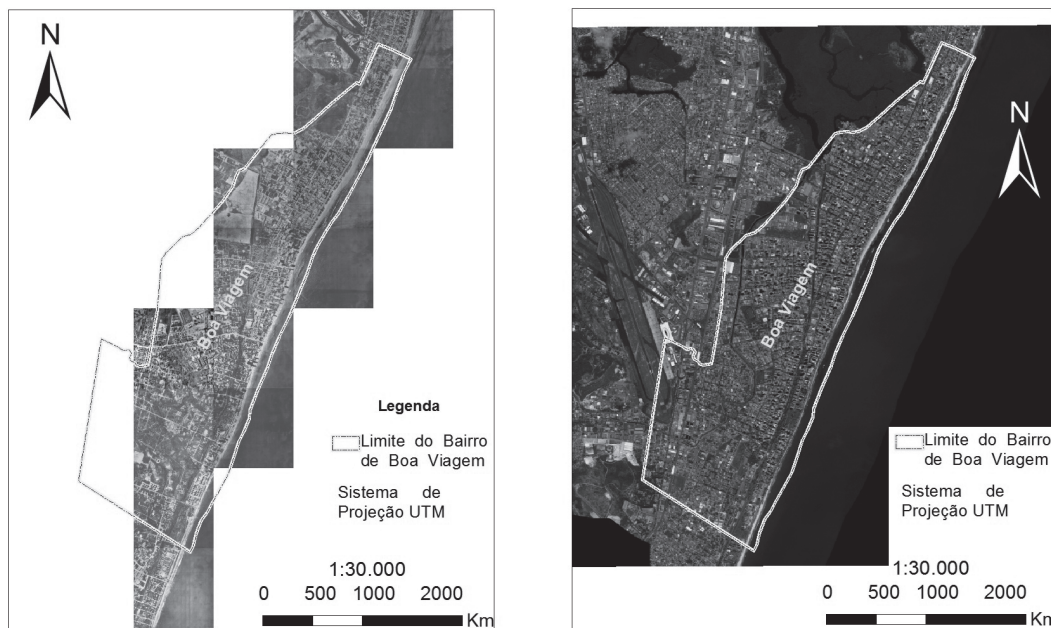 N
Boa Viagem
Legenda
Limite do Bairro
de Boa Viagem
Sistema de
Projeção UTM
1:30.000
0 500 1000 2000
Km
N
Boa Viagem
Limite do Bairro
de Boa Viagem
Sistema de
Projeção UTM
1:30.000
0 500 1000 2000
Km